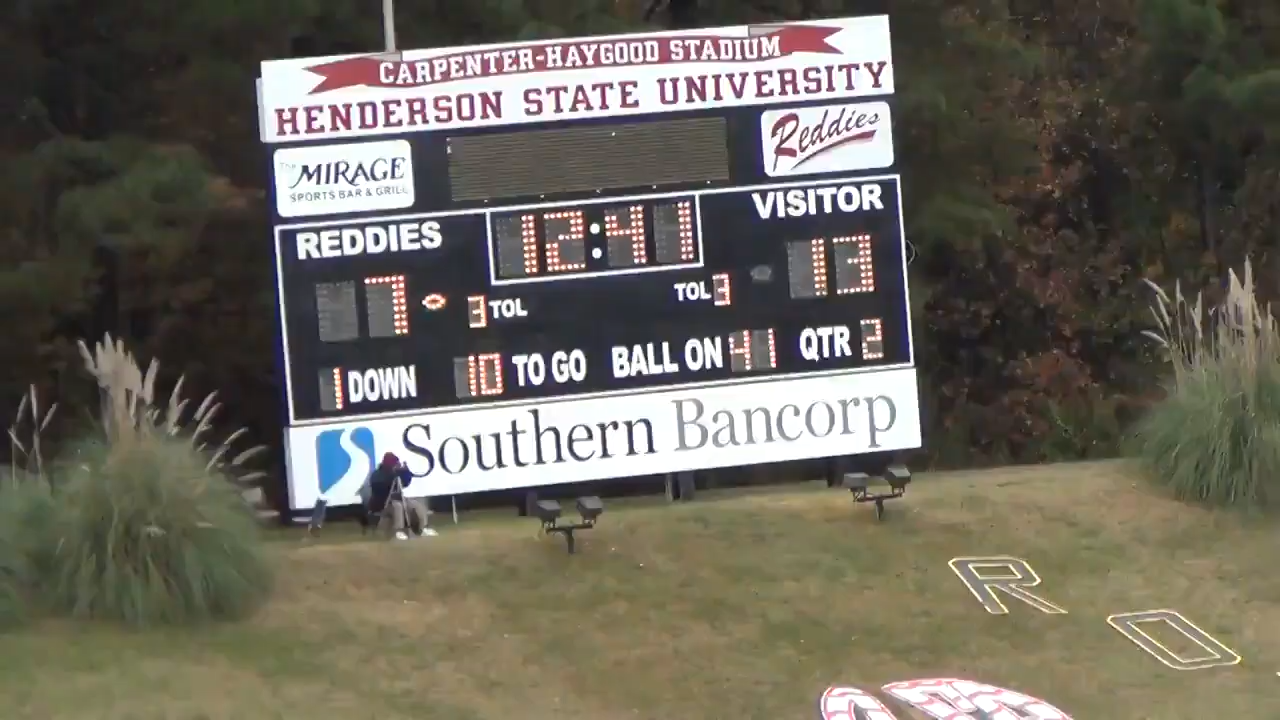 CARPENTER-HAYGOOD STADIUM
HENDERSON STATE UNIVERSITY
The MIRAGE
SPORTS BAR & GRILL
Reddies
REDDIES
12:41
VISITOR
7
3 TOL
TOL 3
13
1 DOWN
10 TO GO
BALL ON 41
QTR 2
Southern Bancorp
R O